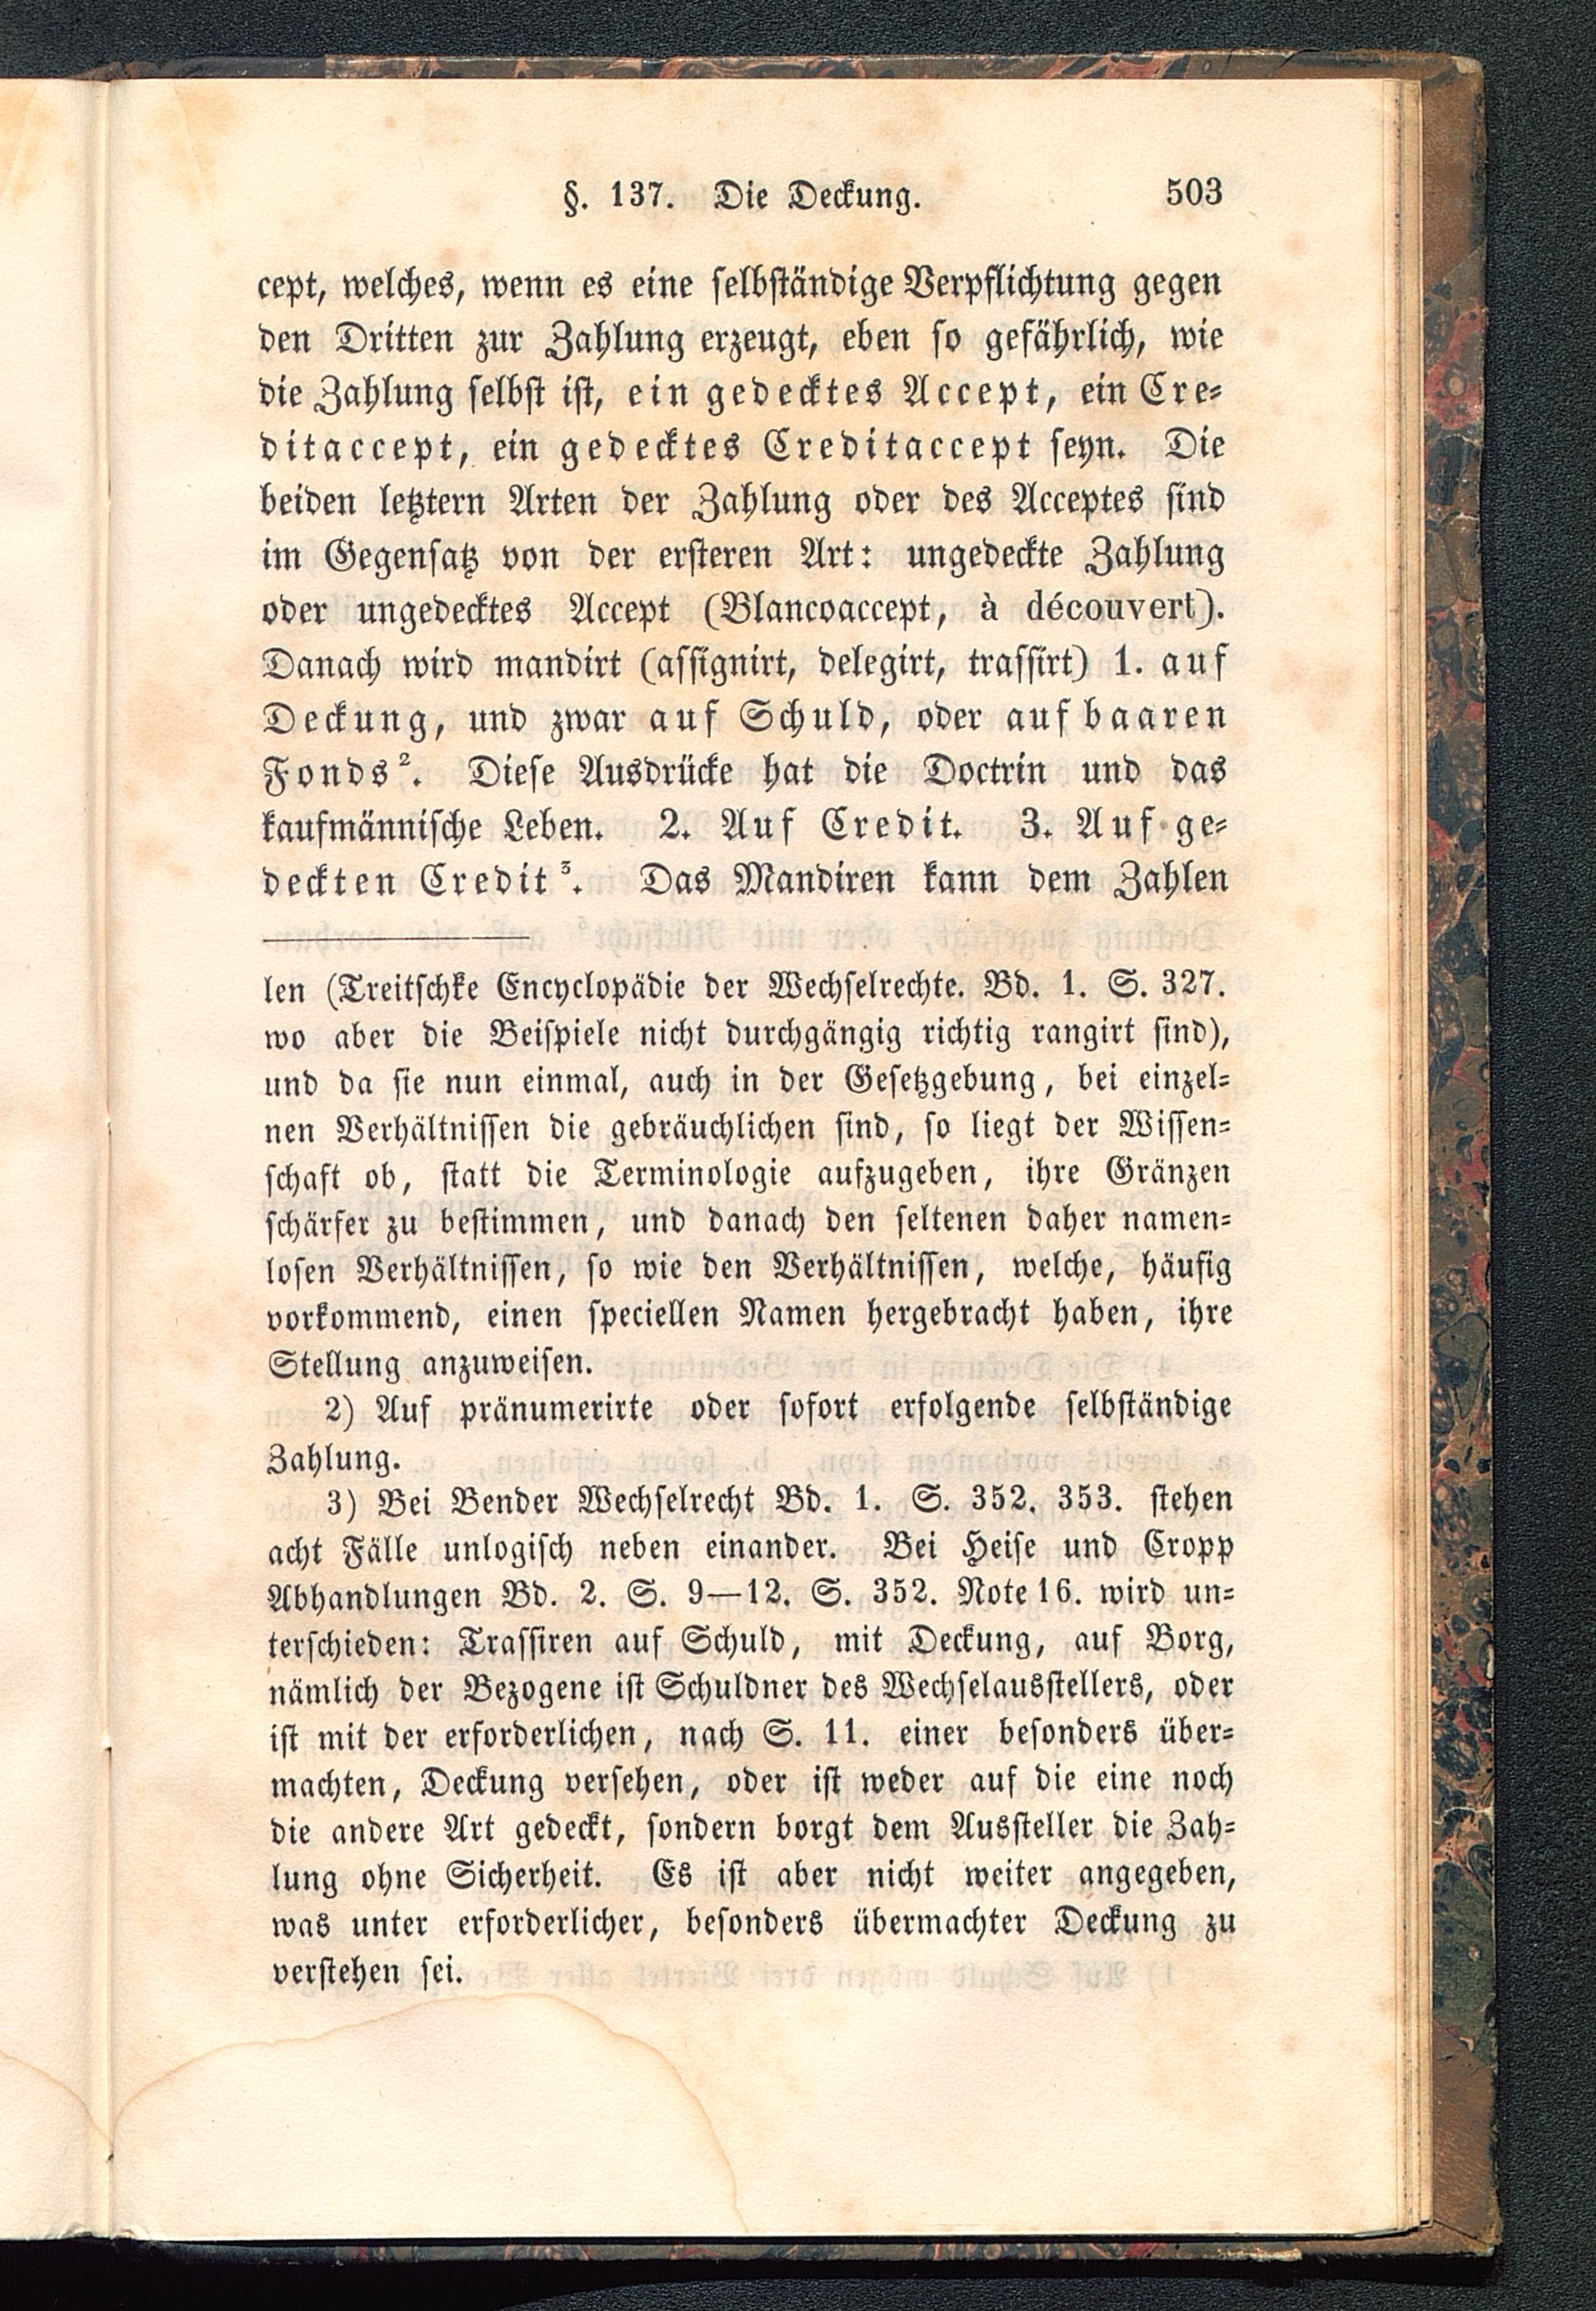 §. 137. Die Deckung. 503
cept, welches, wenn es eine selbständige Verpflichtung gegen
den Dritten zur Zahlung erzeugt, eben so gefährlich, wie
die Zahlung selbst ist, ein gedecktes Accept, ein Cre-
ditaccept, ein gedecktes Creditaccept seyn. Die
beiden letztern Arten der Zahlung oder des Acceptes sind
im Gegensatz von der ersteren Art: ungedeckte Zahlung
oder ungedecktes Accept (Blancoaccept, à découvert).
Danach wird mandirt (assignirt, delegirt, trassirt) 1. auf
Deckung, und zwar auf Schuld, oder auf baaren
Fonds². Diese Ausdrücke hat die Doctrin und das
kaufmännische Leben. 2. Auf Credit. 3. Auf ge-
deckten Credit³. Das Mandiren kann dem Zahlen
len (Treitschke Encyclopädie der Wechselrechte. Bd. 1. S. 327.
wo aber die Beispiele nicht durchgängig richtig rangirt sind),
und da sie nun einmal, auch in der Gesetzgebung, bei einzel-
nen Verhältnissen die gebräuchlichen sind, so liegt der Wissen-
schaft ob, statt die Terminologie aufzugeben, ihre Gränzen
schärfer zu bestimmen, und danach den seltenen daher namen-
losen Verhältnissen, so wie den Verhältnissen, welche, häufig
vorkommend, einen speciellen Namen hergebracht haben, ihre
Stellung anzuweisen.
2) Auf pränumerirte oder sofort erfolgende selbständige
Zahlung.
3) Bei Bender Wechselrecht Bd. 1. S. 352. 353. stehen
acht Fälle unlogisch neben einander. Bei Heise und Cropp
Abhandlungen Bd. 2. S. 9—12. S. 352. Note 16. wird un-
terschieden: Trassiren auf Schuld, mit Deckung, auf Borg,
nämlich der Bezogene ist Schuldner des Wechselausstellers, oder
ist mit der erforderlichen, nach S. 11. einer besonders über-
machten, Deckung versehen, oder ist weder auf die eine noch
die andere Art gedeckt, sondern borgt dem Aussteller die Zah-
lung ohne Sicherheit. Es ist aber nicht weiter angegeben,
was unter erforderlicher, besonders übermachter Deckung zu
verstehen sei.